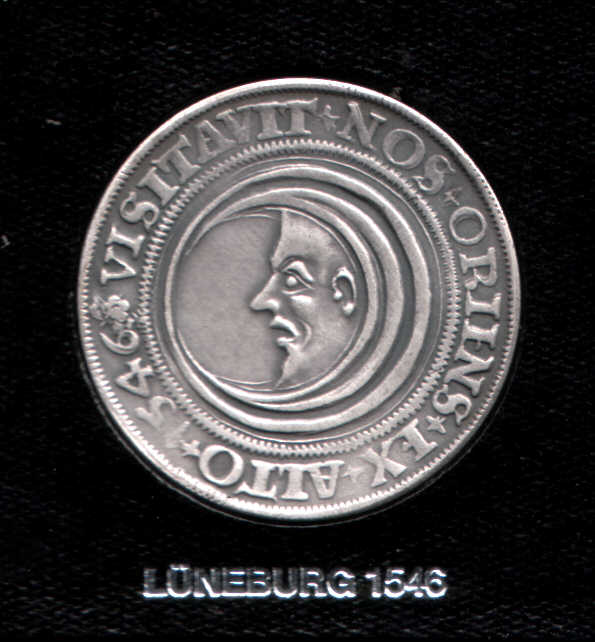 VISITAVIT NOS ORIENS EX ALTO 1546
LÜNEBURG 1546